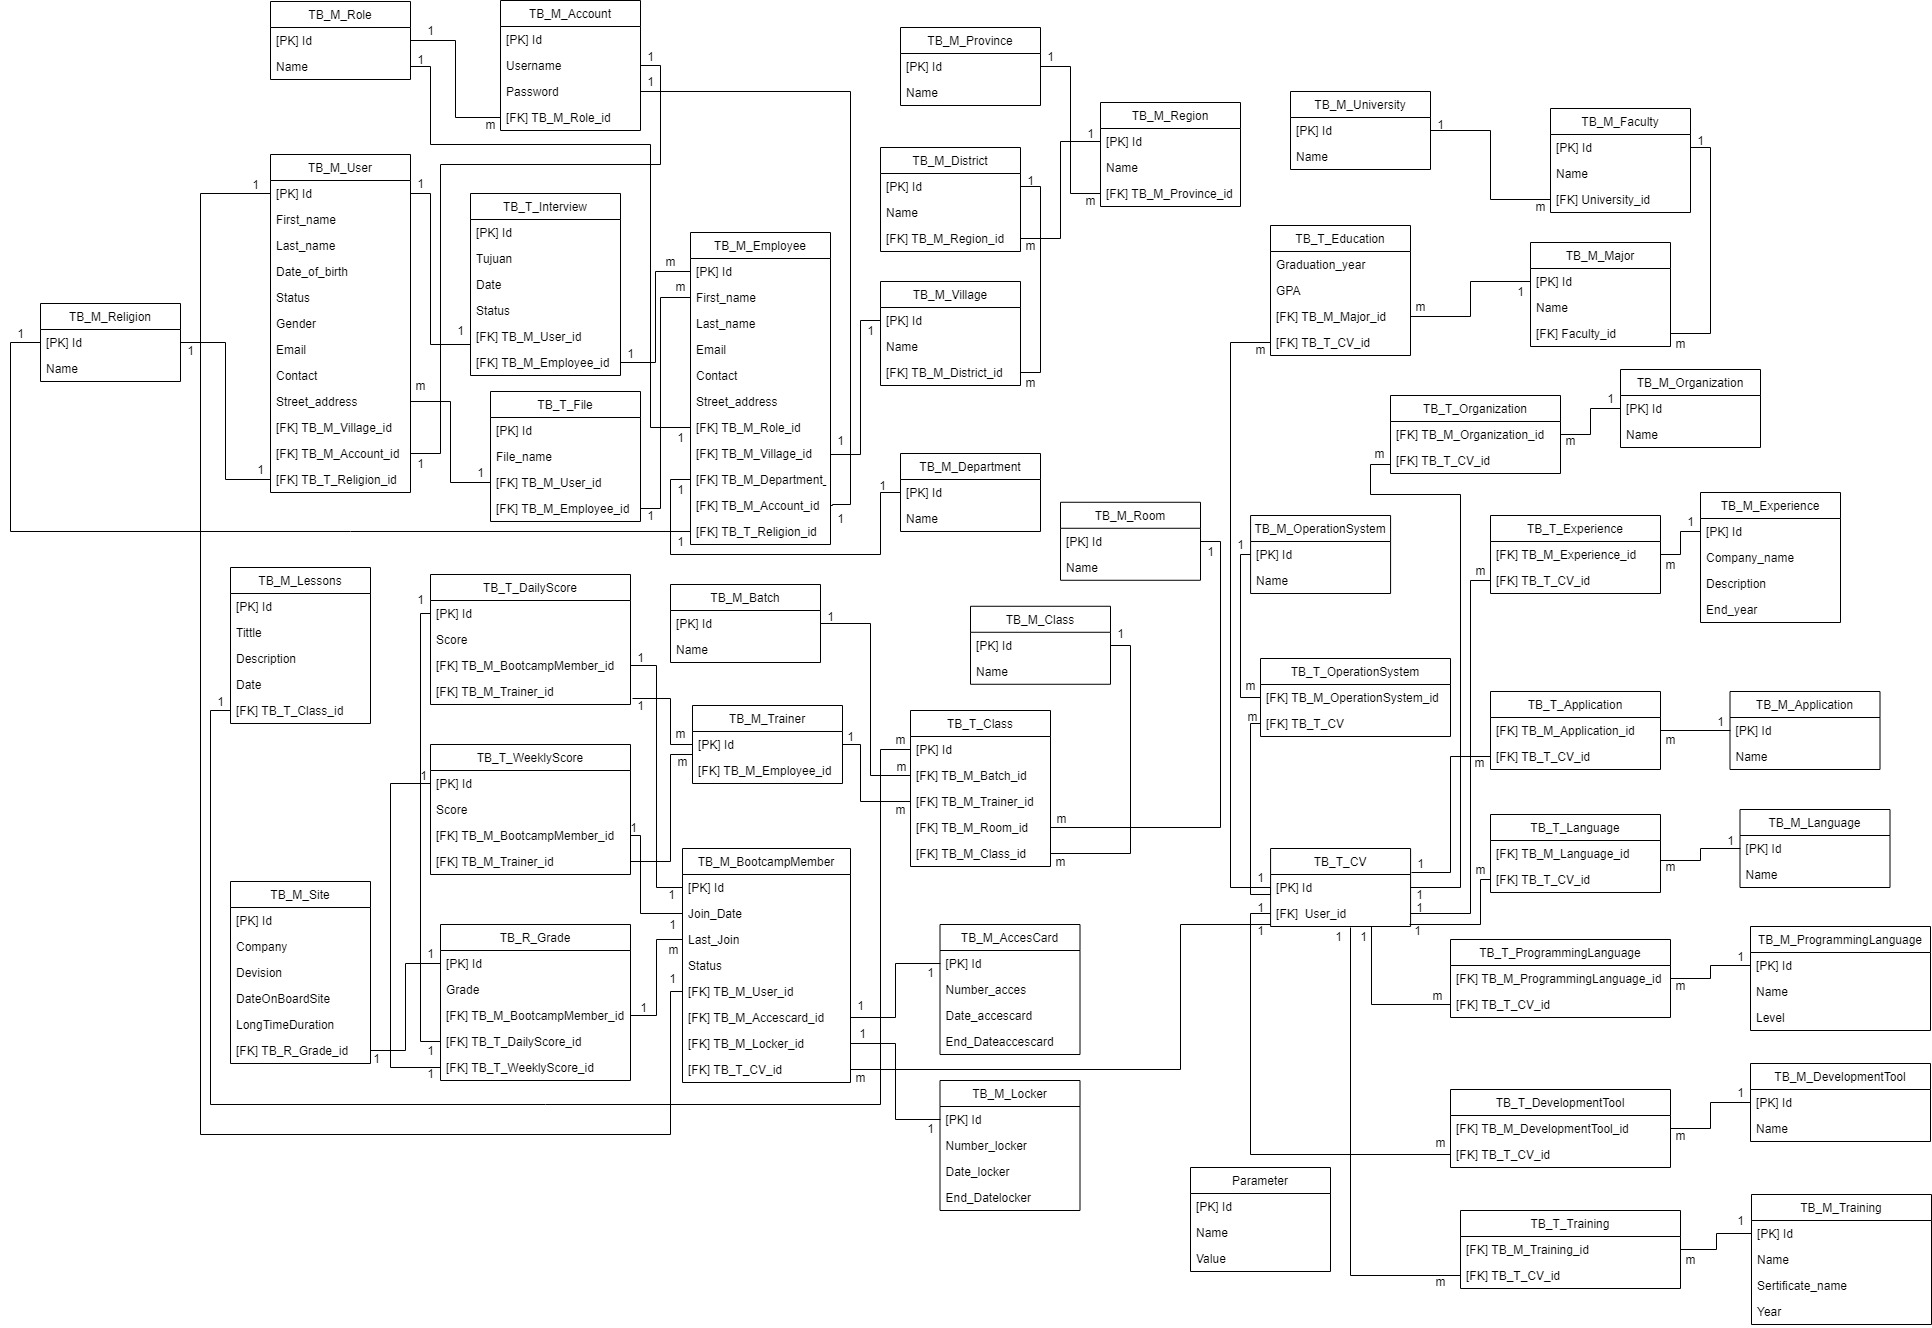 TB_M_Role
[PK] Id
Name
TB_M_Account
[PK] Id
Username
Password
[FK] TB_M_Role_id
TB_M_Province
[PK] Id
Name
TB_M_Region
[PK] Id
Name
[FK] TB_M_Province_id
TB_M_University
[PK] Id
Name
TB_M_Faculty
[PK] Id
Name
[FK] University_id
TB_M_User
[PK] Id
First_name
Last_name
Date_of_birth
Status
Gender
Email
Contact
Street_address
[FK] TB_M_Village_id
[FK] TB_M_Account_id
[FK] TB_T_Religion_id
TB_T_Interview
[PK] Id
Tujuan
Date
Status
[FK] TB_M_User_id
[FK] TB_M_Employee_id
TB_M_Employee
[PK] Id
First_name
Last_name
Email
Contact
Street_address
[FK] TB_M_Role_id
[FK] TB_M_Village_id
[FK] TB_M_Department_
[FK] TB_M_Account_id
[FK] TB_T_Religion_id
TB_M_District
[PK] Id
Name
[FK] TB_M_Region_id
TB_M_Village
[PK] Id
Name
[FK] TB_M_District_id
TB_T_Education
Graduation_year
GPA
[FK] TB_M_Major_id
[FK] TB_T_CV_id
TB_M_Major
[PK] Id
Name
[FK] Faculty_id
TB_M_Religion
[PK] Id
Name
TB_T_File
[PK] Id
File_name
[FK] TB_M_User_id
[FK] TB_M_Employee_id
TB_M_Department
[PK] Id
Name
TB_T_Organization
[FK] TB_M_Organization_id
[FK] TB_T_CV_id
TB_M_Organization
[PK] Id
Name
TB_M_Room
[PK] Id
Name
TB_M_OperationSystem
[PK] Id
Name
TB_T_Experience
[FK] TB_M_Experience_id
[FK] TB_T_CV_id
TB_M_Experience
[PK] Id
Company_name
Description
End_year
TB_M_Lessons
[PK] Id
Tittle
Description
Date
[FK] TB_T_Class_id
TB_T_DailyScore
[PK] Id
Score
[FK] TB_M_BootcampMember_id
[FK] TB_M_Trainer_id
TB_M_Batch
[PK] Id
Name
TB_M_Class
[PK] Id
Name
TB_T_OperationSystem
[FK] TB_M_OperationSystem_id
[FK] TB_T_CV
TB_T_Application
[FK] TB_M_Application_id
[FK] TB_T_CV_id
TB_M_Application
[PK] Id
Name
TB_T_WeeklyScore
[PK] Id
Score
[FK] TB_M_BootcampMember_id
[FK] TB_M_Trainer_id
TB_M_Trainer
[PK] Id
[FK] TB_M_Employee_id
TB_T_Class
[PK] Id
[FK] TB_M_Batch_id
[FK] TB_M_Trainer_id
[FK] TB_M_Room_id
[FK] TB_M_Class_id
TB_T_Language
[FK] TB_M_Language_id
[FK] TB_T_CV_id
TB_M_Language
[PK] Id
Name
TB_M_Site
[PK] Id
Company
Devision
DateOnBoardSite
LongTimeDuration
[FK] TB_R_Grade_id
TB_R_Grade
[PK] Id
Grade
[FK] TB_M_BootcampMember_id
[FK] TB_T_DailyScore_id
[FK] TB_T_WeeklyScore_id
TB_M_BootcampMember
[PK] Id
Join_Date
Last_Join
Status
[FK] TB_M_User_id
[FK] TB_M_Accescard_id
[FK] TB_M_Locker_id
[FK] TB_T_CV_id
TB_M_AccesCard
[PK] Id
Number_acces
Date_accescard
End_Dateaccescard
TB_T_CV
[PK] Id
[FK] User_id
TB_T_ProgrammingLanguage
[FK] TB_M_ProgrammingLanguage_id
[FK] TB_T_CV_id
TB_M_ProgrammingLanguage
[PK] Id
Name
Level
TB_M_Locker
[PK] Id
Number_locker
Date_locker
End_Datelocker
TB_T_DevelopmentTool
[FK] TB_M_DevelopmentTool_id
[FK] TB_T_CV_id
TB_M_DevelopmentTool
[PK] Id
Name
Parameter
[PK] Id
Name
Value
TB_T_Training
[FK] TB_M_Training_id
[FK] TB_T_CV_id
TB_M_Training
[PK] Id
Name
Sertificate_name
Year